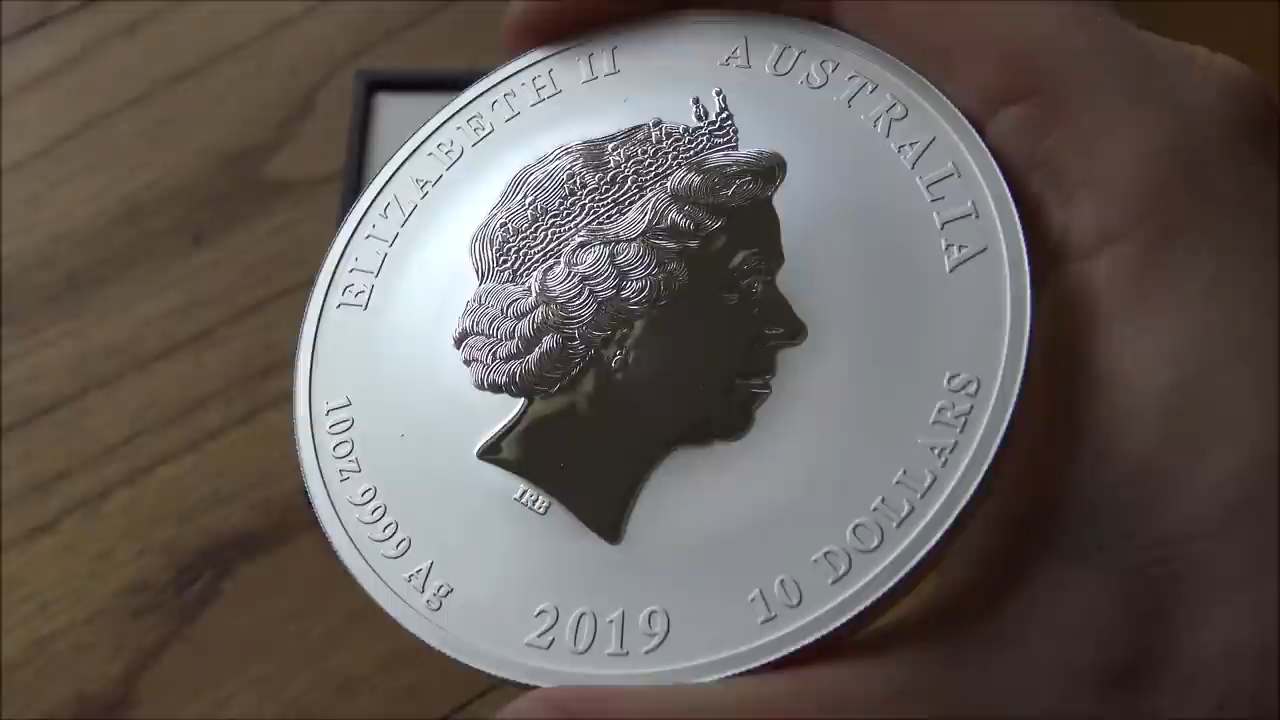 ELIZABETH II
AUSTRALIA
10oz 9999 Ag
2019
10 DOLLARS
IRB